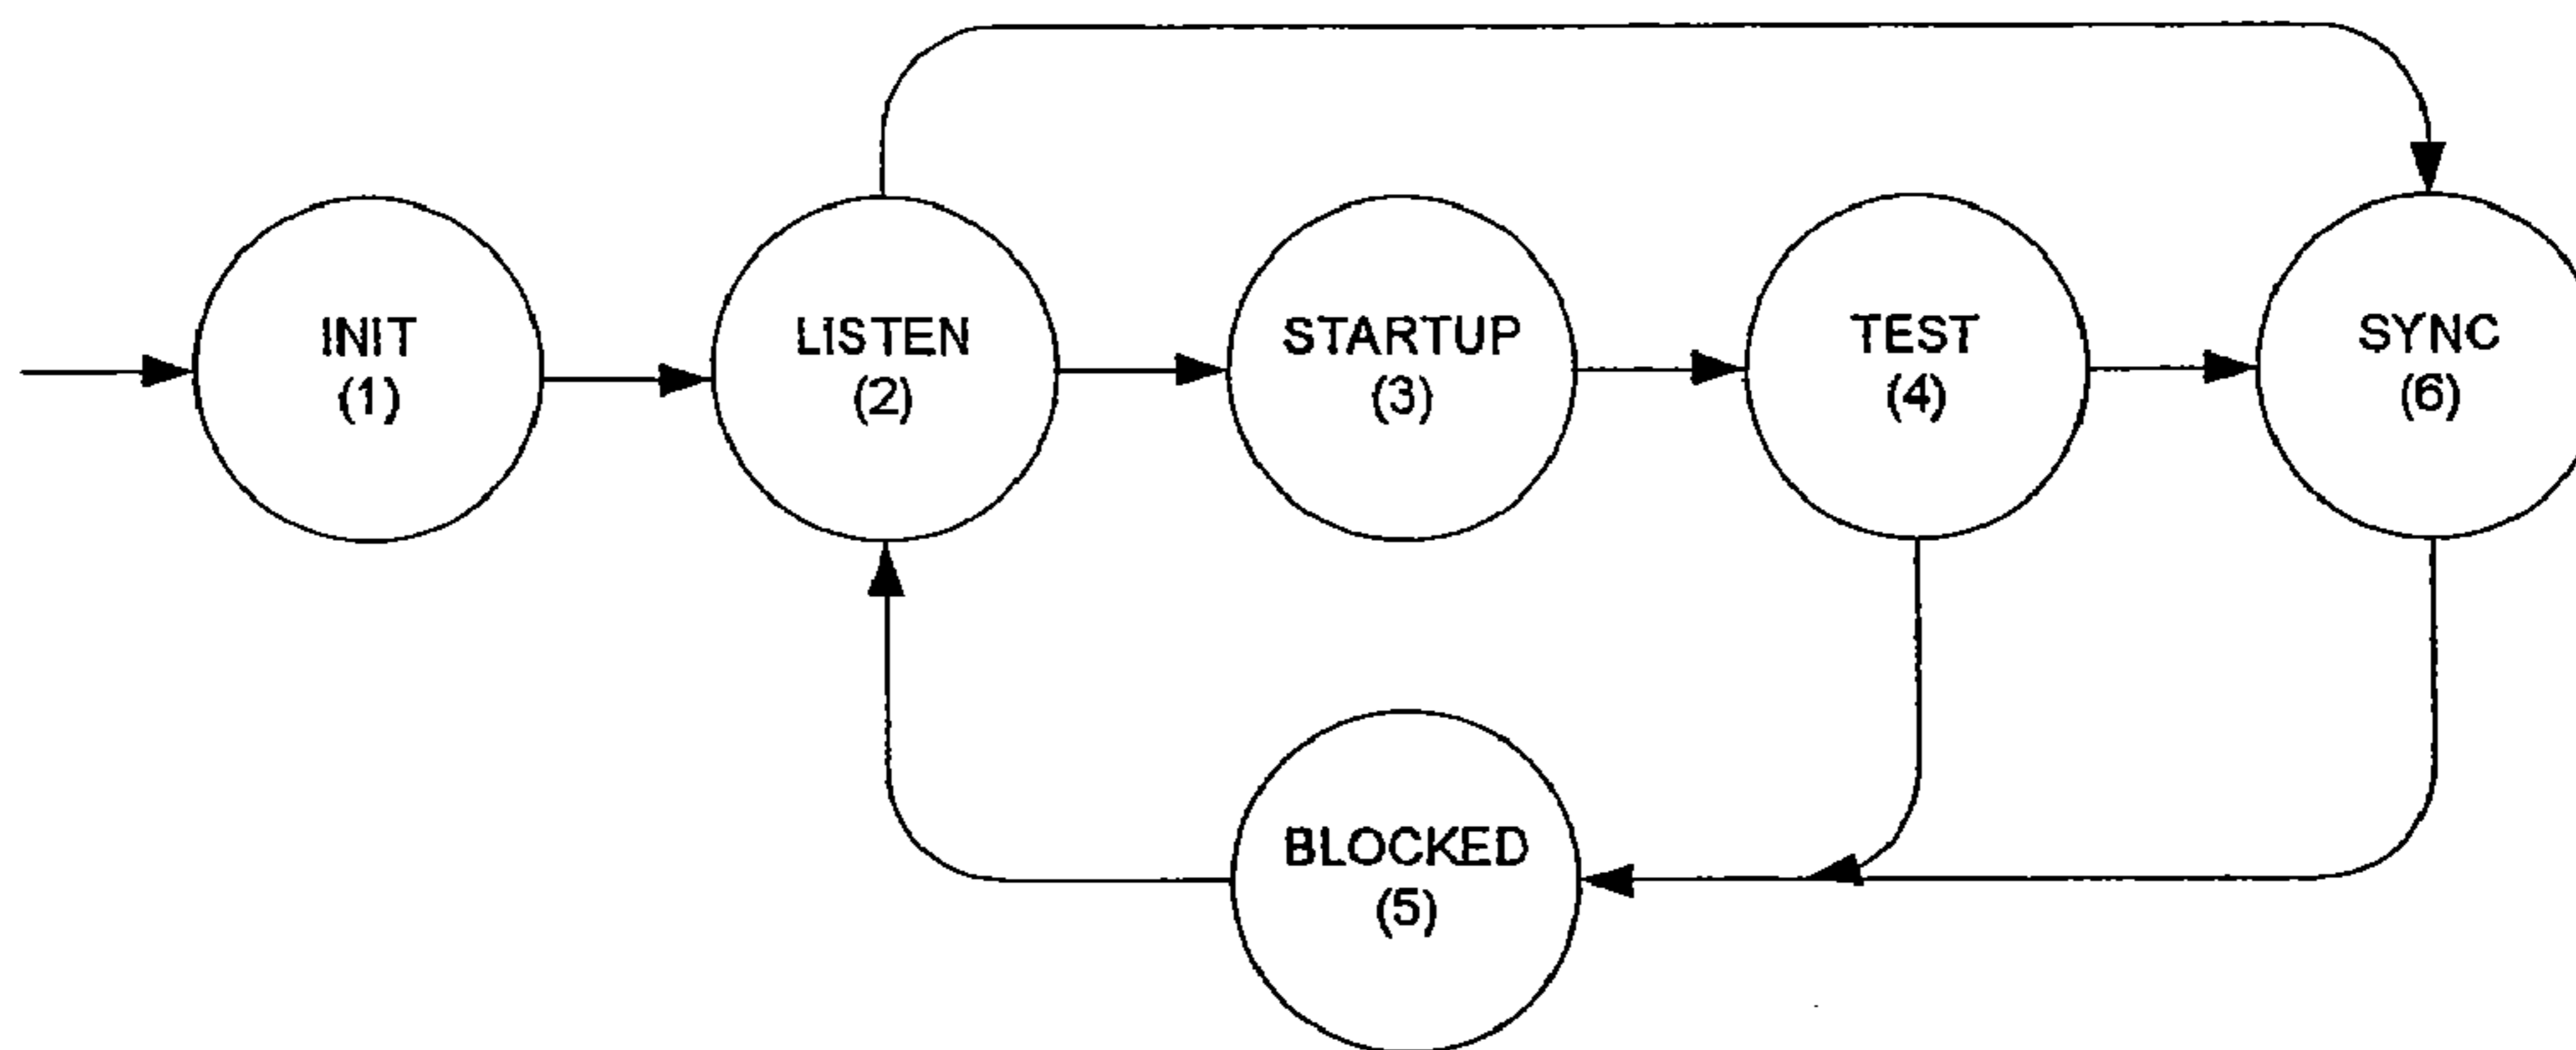 INIT
(1)
LISTEN
(2)
STARTUP
(3)
TEST
(4)
SYNC
(6)
BLOCKED
(5)